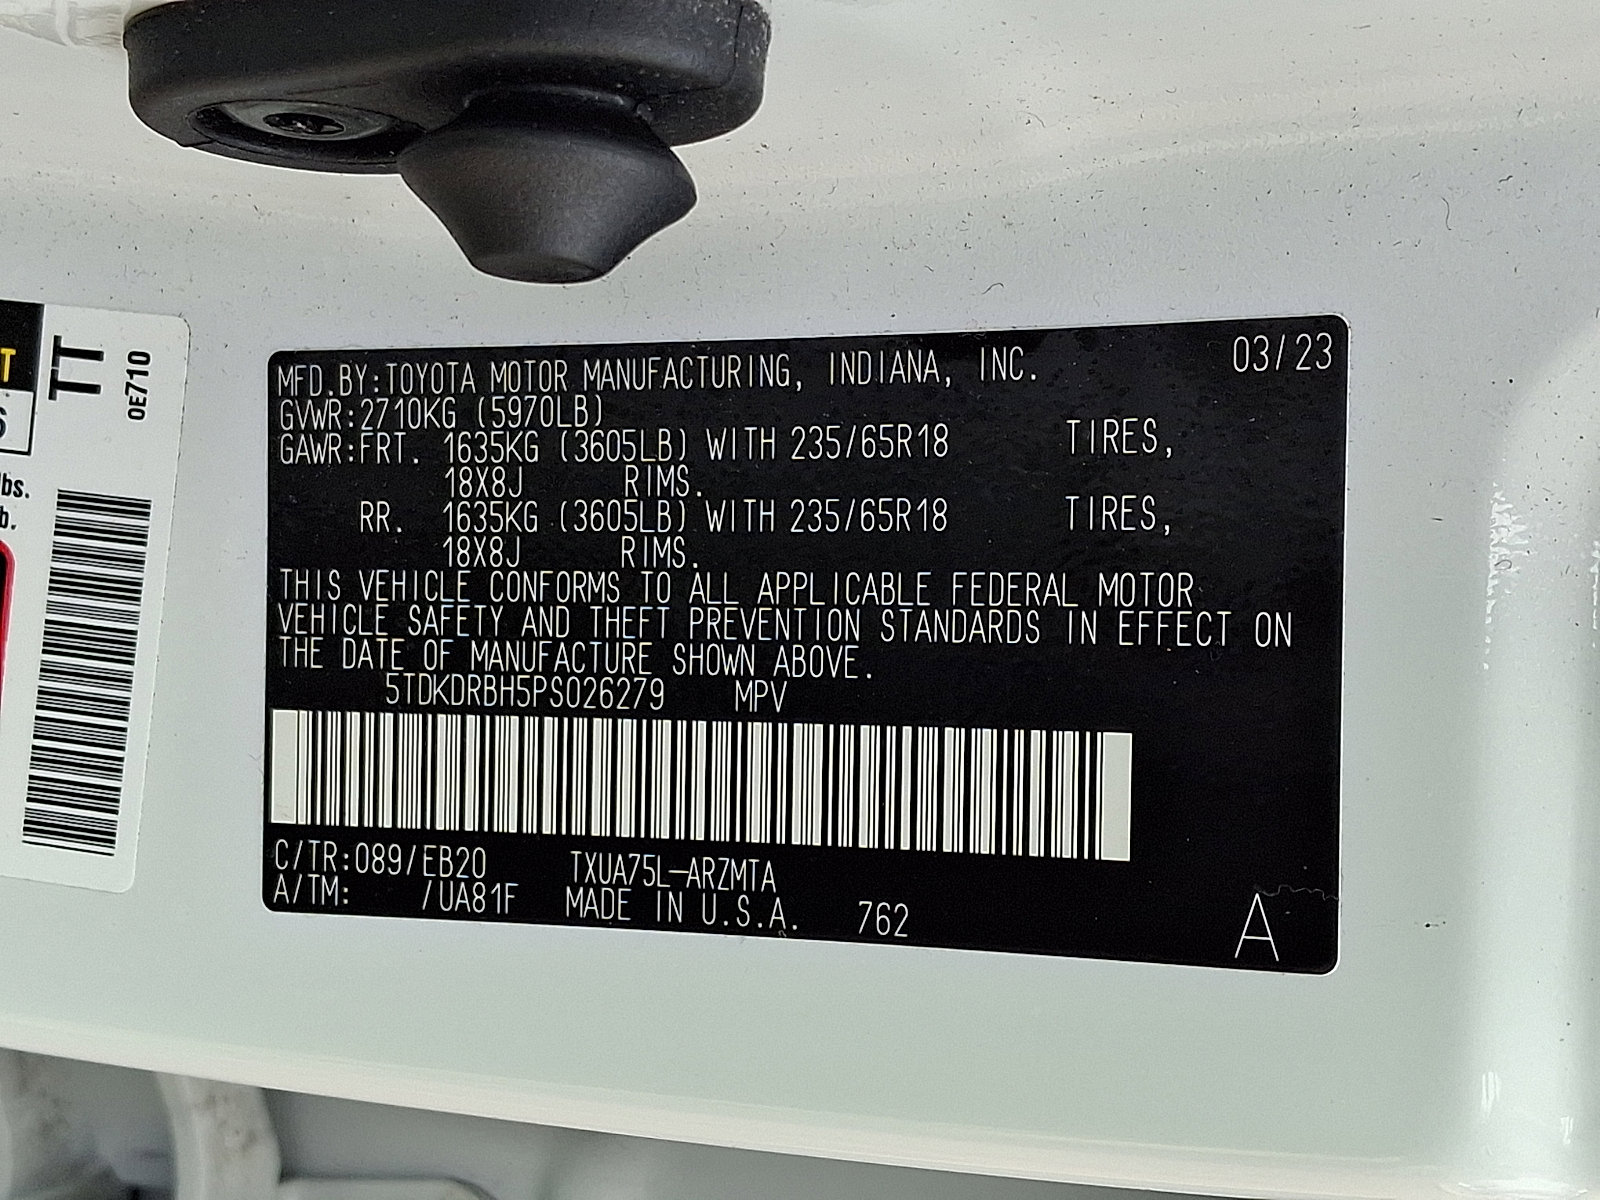 T
S
lbs.
b.
TT
0E710
MFD.BY:TOYOTA MOTOR MANUFACTURING, INDIANA, INC. 03/23
GVWR:2710KG (5970LB)
GAWR:FRT. 1635KG (3605LB) WITH 235/65R18 TIRES,
18X8J RIMS.
RR. 1635KG (3605LB) WITH 235/65R18 TIRES,
18X8J RIMS.
THIS VEHICLE CONFORMS TO ALL APPLICABLE FEDERAL MOTOR
VEHICLE SAFETY AND THEFT PREVENTION STANDARDS IN EFFECT ON
THE DATE OF MANUFACTURE SHOWN ABOVE.
5TDKDRBH5PS026279 MPV
C/TR:089/EB20 TXUA75L-ARZMTA
A/TM: /UA81F MADE IN U.S.A. 762 A